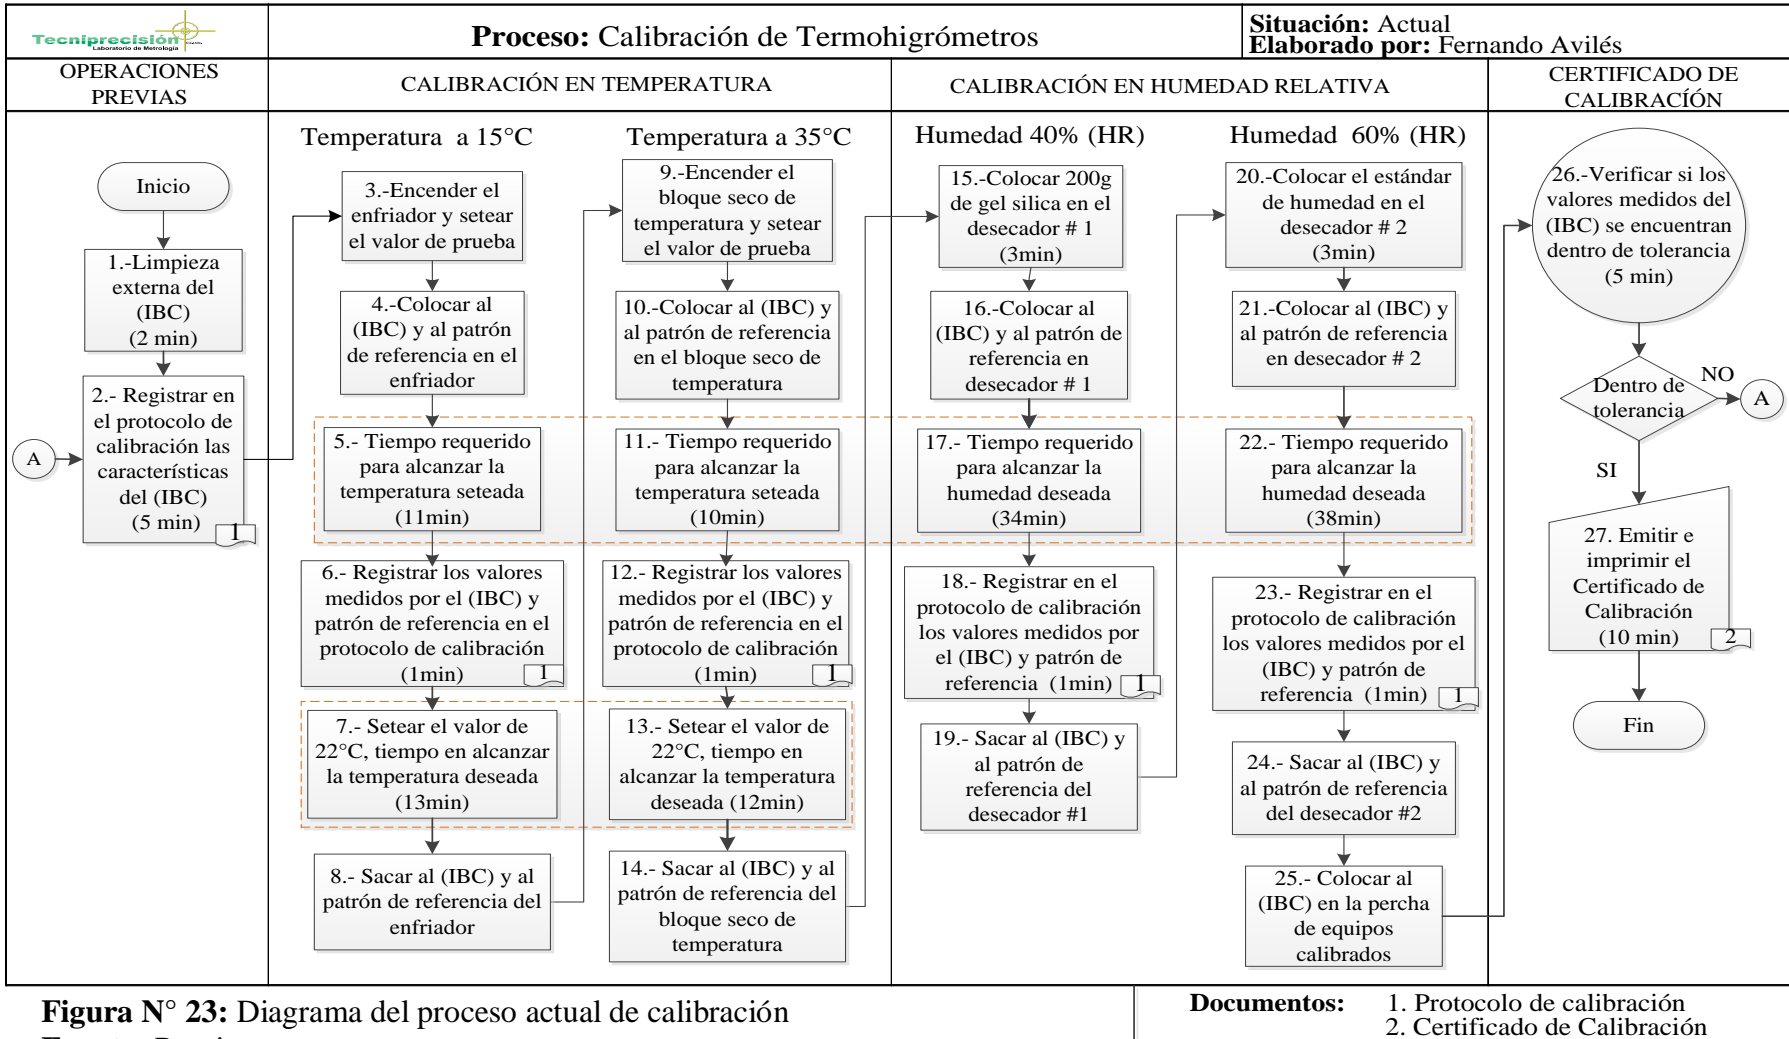 Tecniprecisión
Laboratorio de Metrología
Proceso: Calibración de Termohigrómetros
Situación: Actual
Elaborado por: Fernando Avilés
OPERACIONES
PREVIAS
CALIBRACIÓN EN TEMPERATURA
CALIBRACIÓN EN HUMEDAD RELATIVA
CERTIFICADO DE
CALIBRACÍÓN
Inicio
1.-Limpieza
externa del
(IBC)
(2 min)
2.- Registrar en
el protocolo de
calibración las
características
del (IBC)
(5 min)
1
A
Temperatura a 15°C
3.-Encender el
enfriador y setear
el valor de prueba
4.-Colocar al
(IBC) y al patrón
de referencia en el
enfriador
5.- Tiempo requerido
para alcanzar la
temperatura seteada
(11min)
6.- Registrar los valores
medidos por el (IBC) y
patrón de referencia en el
protocolo de calibración
(1min)
1
7.- Setear el valor de
22°C, tiempo en alcanzar
la temperatura deseada
(13min)
8.- Sacar al (IBC) y al
patrón de referencia del
enfriador
Temperatura a 35°C
9.-Encender el
bloque seco de
temperatura y setear
el valor de prueba
10.-Colocar al (IBC) y
al patrón de referencia
en el bloque seco de
temperatura
11.- Tiempo requerido
para alcanzar la
temperatura seteada
(10min)
12.- Registrar los valores
medidos por el (IBC) y
patrón de referencia en el
protocolo de calibración
(1min)
1
13.- Setear el valor de
22°C, tiempo en
alcanzar la temperatura
deseada (12min)
14.- Sacar al (IBC) y al
patrón de referencia del
bloque seco de
temperatura
Humedad 40% (HR)
15.-Colocar 200g
de gel silica en el
desecador # 1
(3min)
16.-Colocar al
(IBC) y al patrón de
referencia en
desecador # 1
17.- Tiempo requerido
para alcanzar la
humedad deseada
(34min)
18.- Registrar en el
protocolo de calibración
los valores medidos por
el (IBC) y patrón de
referencia (1min)
1
19.- Sacar al (IBC) y
al patrón de
referencia del
desecador #1
Humedad 60% (HR)
20.-Colocar el estándar
de humedad en el
desecador # 2
(3min)
21.-Colocar al (IBC) y
al patrón de referencia
en desecador # 2
22.- Tiempo requerido
para alcanzar la
humedad deseada
(38min)
23.- Registrar en el
protocolo de calibración
los valores medidos por el
(IBC) y patrón de
referencia (1min)
1
24.- Sacar al (IBC) y
al patrón de referencia
del desecador #2
25.- Colocar al
(IBC) en la percha
de equipos
calibrados
26.-Verificar si los
valores medidos del
(IBC) se encuentran
dentro de tolerancia
(5 min)
Dentro de
tolerancia
NO
A
SI
27. Emitir e
imprimir el
Certificado de
Calibración
(10 min)
2
Fin
Figura N° 23: Diagrama del proceso actual de calibración
Documentos:
1. Protocolo de calibración
2. Certificado de Calibración